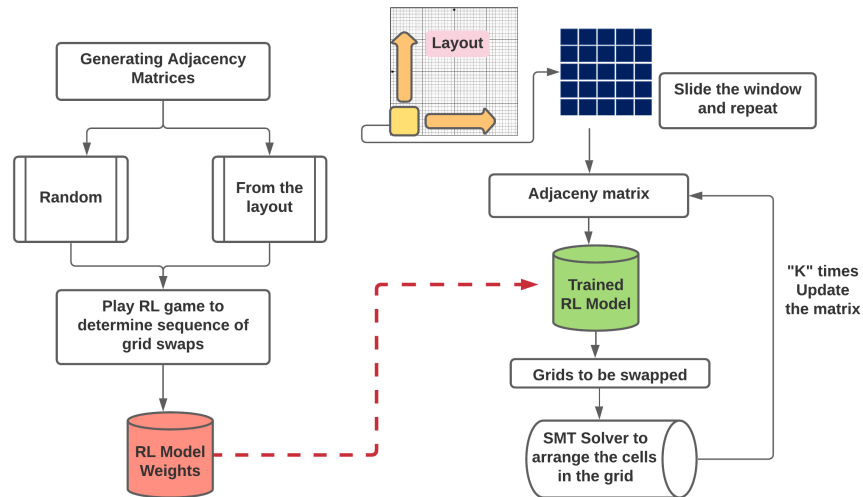 Generating Adjacency
Matrices
Random
From the
layout
Play RL game to
determine sequence of
grid swaps
RL Model
Weights
Layout
Slide the window
and repeat
Adjaceny matrix
Trained
RL Model
"K" times
Update
the matrix
Grids to be swapped
SMT Solver to
arrange the cells
in the grid